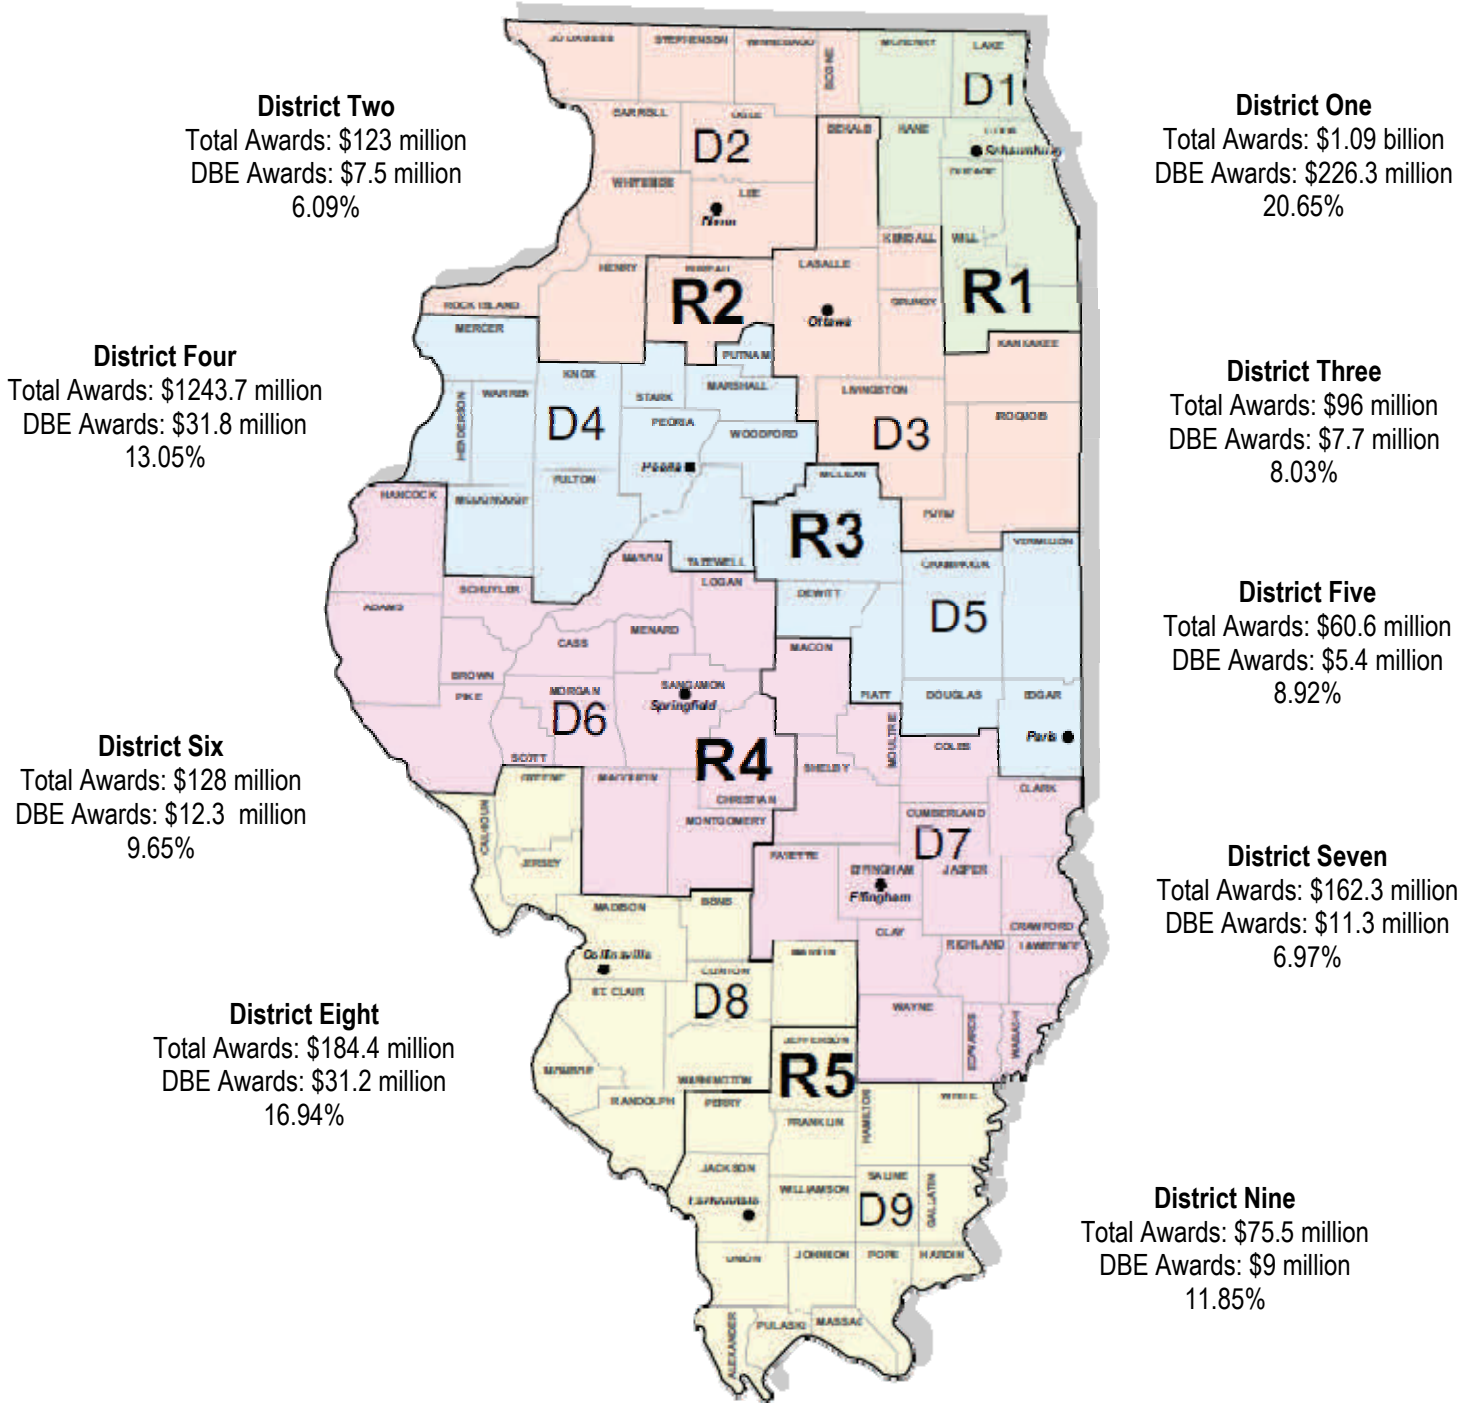 District Two
Total Awards: $123 million
DBE Awards: $7.5 million
6.09%
District One
Total Awards: $1.09 billion
DBE Awards: $226.3 million
20.65%
District Four
Total Awards: $1243.7 million
DBE Awards: $31.8 million
13.05%
District Three
Total Awards: $96 million
DBE Awards: $7.7 million
8.03%
District Five
Total Awards: $60.6 million
DBE Awards: $5.4 million
8.92%
District Six
Total Awards: $128 million
DBE Awards: $12.3 million
9.65%
District Seven
Total Awards: $162.3 million
DBE Awards: $11.3 million
6.97%
District Eight
Total Awards: $184.4 million
DBE Awards: $31.2 million
16.94%
District Nine
Total Awards: $75.5 million
DBE Awards: $9 million
11.85%
STEPHENSON
LAKE
D1
CARROLL
D2
DEKALB
KANE
Schaumburg
WHITESIDE
LEE
KENDALL
WILL
HENRY
LASALLE
R2
R1
ROCK ISLAND
GRUNDY
Ottawa
MERCER
KANKAKEE
PUTNAM
KNOX
STARK
MARSHALL
LIVINGSTON
HENDERSON
WARREN
D4
PEORIA
WOODFORD
D3
IROQUOIS
Peoria
FULTON
MCLEAN
HANCOCK
R3
VERMILION
TAZEWELL
LOGAN
SCHUYLER
DEWITT
ADAMS
D5
CASS
MENARD
MACON
BROWN
PIKE
MORGAN
SANGAMON
Springfield
PIATT
DOUGLAS
EDGAR
D6
MOULTRIE
Paris
COLES
SCOTT
R4
SHELBY
CLARK
CHRISTIAN
MONTGOMERY
CUMBERLAND
CALHOUN
D7
JERSEY
FAYETTE
EFFINGHAM
JASPER
Effingham
MADISON
BOND
CLAY
CRAWFORD
RICHLAND
LAWRENCE
Collinsville
ST. CLAIR
CLINTON
D8
WAYNE
EDWARDS
WABASH
JEFFERSON
R5
MONROE
WASHINGTON
RANDOLPH
PERRY
HAMILTON
WHITE
FRANKLIN
JACKSON
WILLIAMSON
SALINE
GALLATIN
D9
UNION
JOHNSON
POPE
HARDIN
ALEXANDER
PULASKI
MASSAC